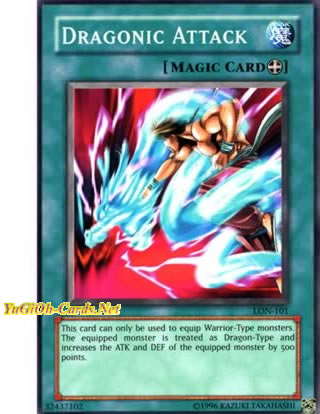 DRAGONIC ATTACK
[MAGIC CARD]
YuGiOh-Cards.Net
LON-101
This card can only be used to equip Warrior-Type monsters.
The equipped monster is treated as Dragon-Type and
increases the ATK and DEF of the equipped monster by 500
points.
32437102
©1996 KAZUKI TAKAHASHI